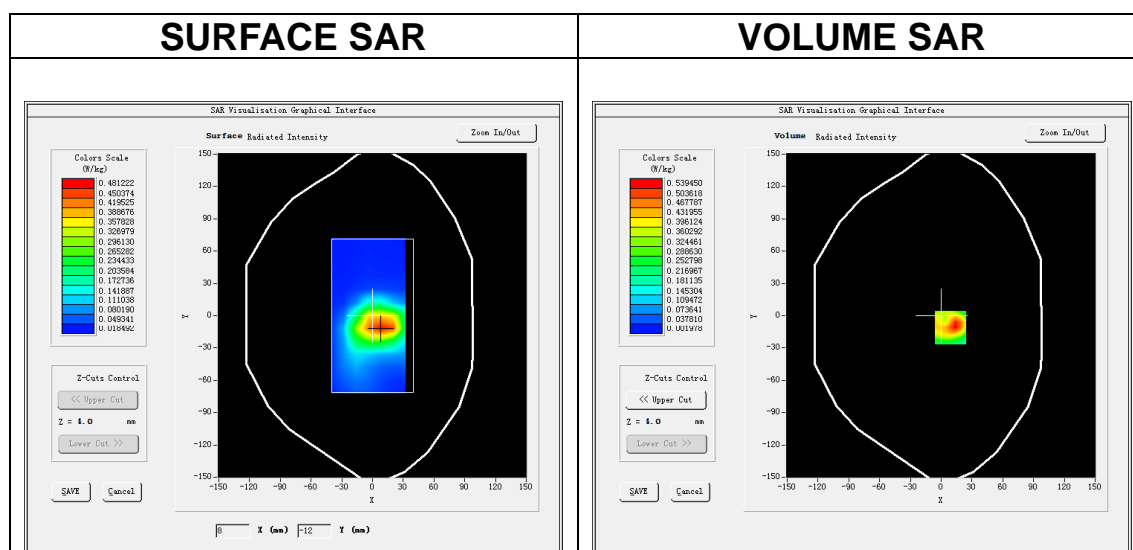 SURFACE SAR
SAR Visualisation Graphical Interface
Surface Radiated Intensity
Zoom In/Out
Colors Scale
(W/kg)
0.481222
0.450374
0.419525
0.388676
0.357828
0.326979
0.296130
0.265282
0.234433
0.203584
0.172736
0.141887
0.111038
0.080190
0.049341
0.018492
Z-Cuts Control
<< Upper Cut
Z = 4.0 mm
Lower Cut >>
SAVE Cancel
150
120
90
60
30
0
-30
-60
-90
-120
-150
Y
-150 -120 -90 -60 -30 0 30 60 90 120 150
X
8 X (mm) -12 Y (mm)
VOLUME SAR
SAR Visualisation Graphical Interface
Volume Radiated Intensity
Zoom In/Out
Colors Scale
(W/kg)
0.539450
0.503618
0.467787
0.431955
0.396124
0.360292
0.324461
0.288630
0.252798
0.216967
0.181135
0.145304
0.109472
0.073641
0.037810
0.001978
Z-Cuts Control
<< Upper Cut
Z = 4.0 mm
Lower Cut >>
SAVE Cancel
150
120
90
60
30
0
-30
-60
-90
-120
-150
Y
-150 -120 -90 -60 -30 0 30 60 90 120 150
X